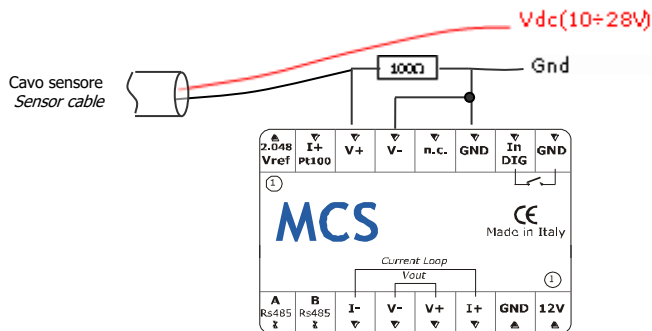 Vdc(10÷28V)
100Ω
Gnd
Cavo sensore
Sensor cable
2.048 I+ V+ V- n.c. GND In GND
Vref Pt100 DIG
1
MCS
CE
Made in Italy
Current Loop
Vout
1
A B I- V- V+ I+ GND 12V
Rs485 Rs485